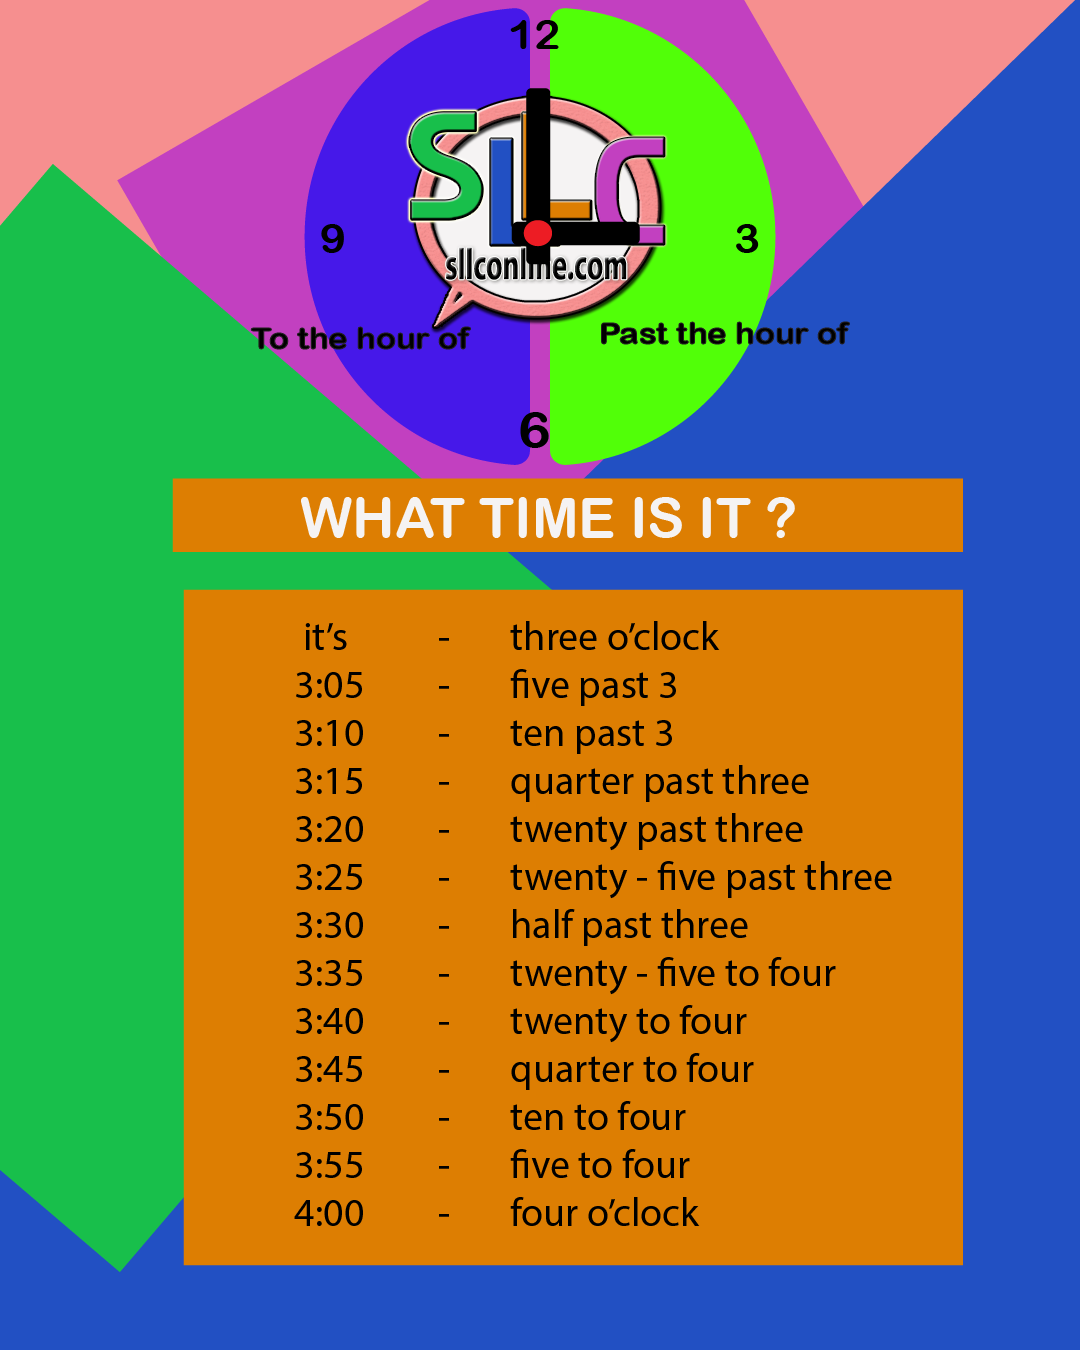 12
SLLC
9
3
sllconline.com
To the hour of
Past the hour of
6
WHAT TIME IS IT ?
it’s - three o’clock
3:05 - five past 3
3:10 - ten past 3
3:15 - quarter past three
3:20 - twenty past three
3:25 - twenty - five past three
3:30 - half past three
3:35 - twenty - five to four
3:40 - twenty to four
3:45 - quarter to four
3:50 - ten to four
3:55 - five to four
4:00 - four o’clock